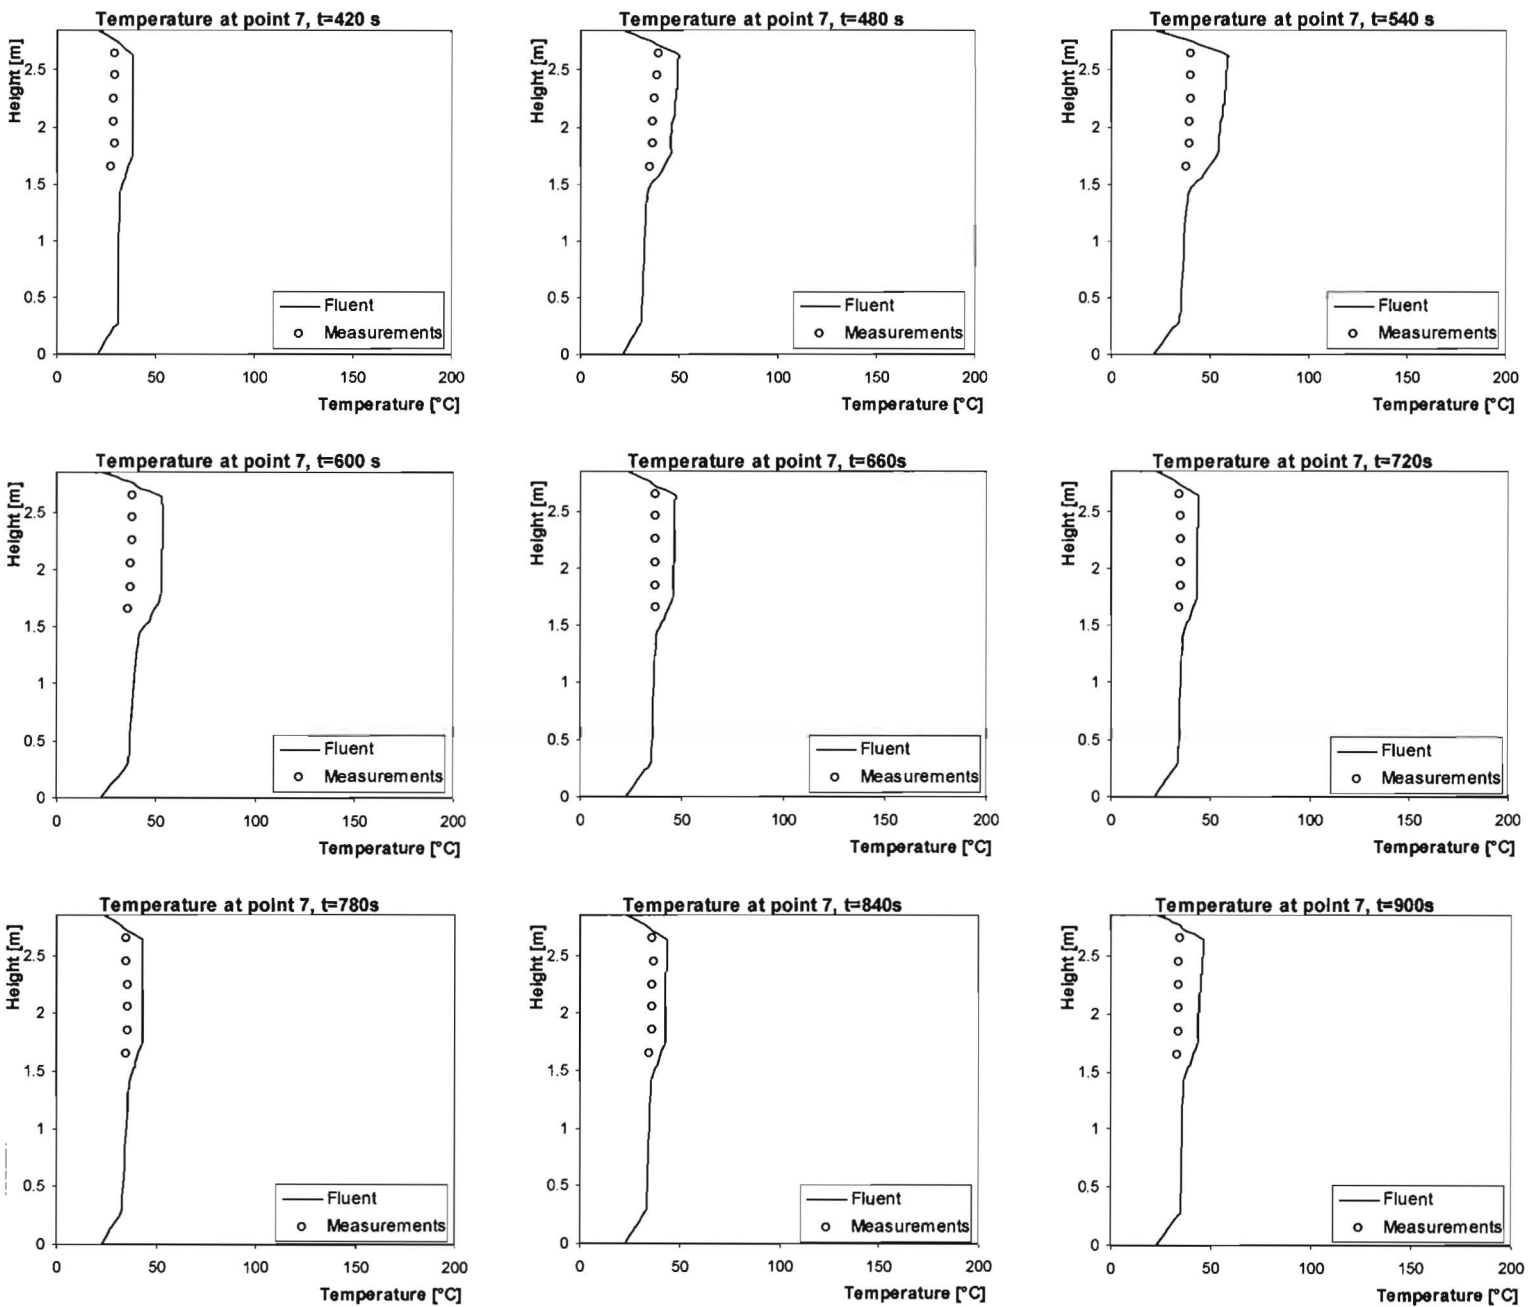 Temperature at point 7, t=420 s
Height [m]
2.5
2
1.5
1
0.5
0
Fluent
Measurements
0 50 100 150 200
Temperature [°C]
Temperature at point 7, t=480 s
Height [m]
2.5
2
1.5
1
0.5
0
Fluent
Measurements
0 50 100 150 200
Temperature [°C]
Temperature at point 7, t=540 s
Height [m]
2.5
2
1.5
1
0.5
0
Fluent
Measurements
0 50 100 150 200
Temperature [°C]
Temperature at point 7, t=600 s
Height [m]
2.5
2
1.5
1
0.5
0
Fluent
Measurements
0 50 100 150 200
Temperature [°C]
Temperature at point 7, t=660s
Height [m]
2.5
2
1.5
1
0.5
0
Fluent
Measurements
0 50 100 150 200
Temperature [°C]
Temperature at point 7, t=720s
Height [m]
2.5
2
1.5
1
0.5
0
Fluent
Measurements
0 50 100 150 200
Temperature [°C]
Temperature at point 7, t=780s
Height [m]
2.5
2
1.5
1
0.5
0
Fluent
Measurements
0 50 100 150 200
Temperature [°C]
Temperature at point 7, t=840s
Height [m]
2.5
2
1.5
1
0.5
0
Fluent
Measurements
0 50 100 150 200
Temperature [°C]
Temperature at point 7, t=900s
Height [m]
2.5
2
1.5
1
0.5
0
Fluent
Measurements
0 50 100 150 200
Temperature [°C]